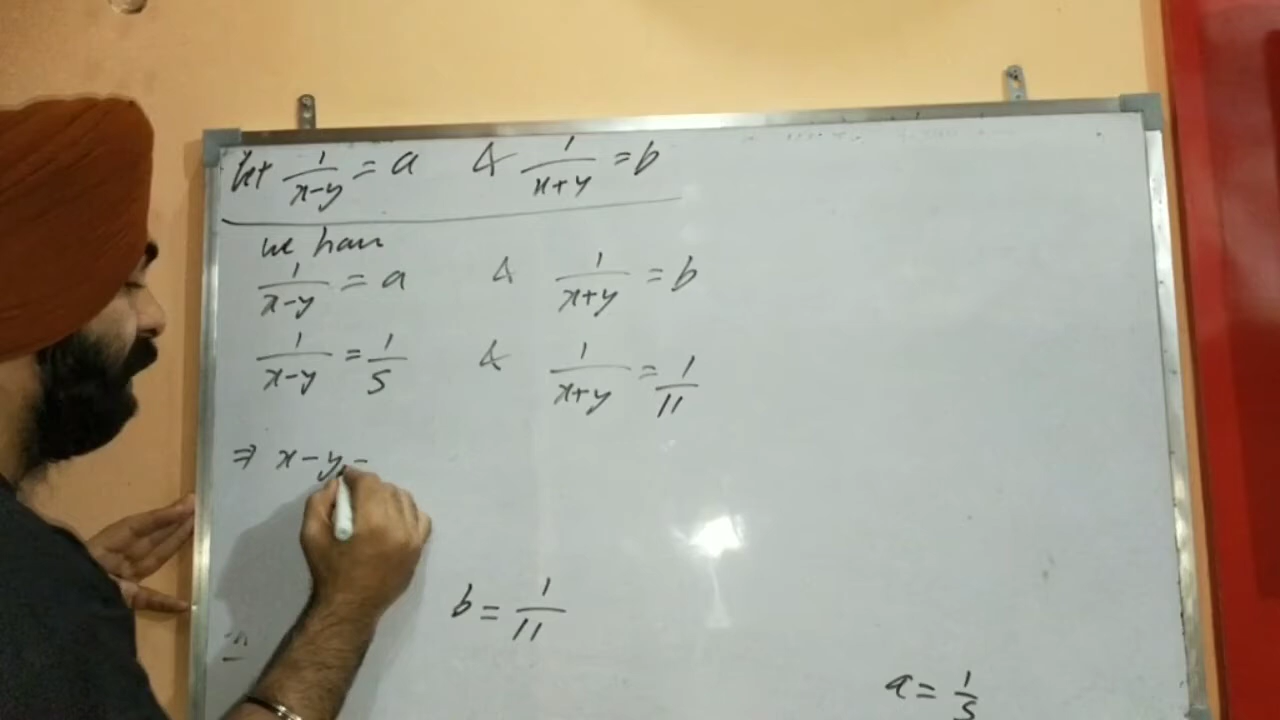 let 1/(x-y) = a & 1/(x+y) = b
we have
1/(x-y) = a & 1/(x+y) = b
1/(x-y) = 1/5 & 1/(x+y) = 1/11
⇒ x-y =
b = 1/11
a = 1/5